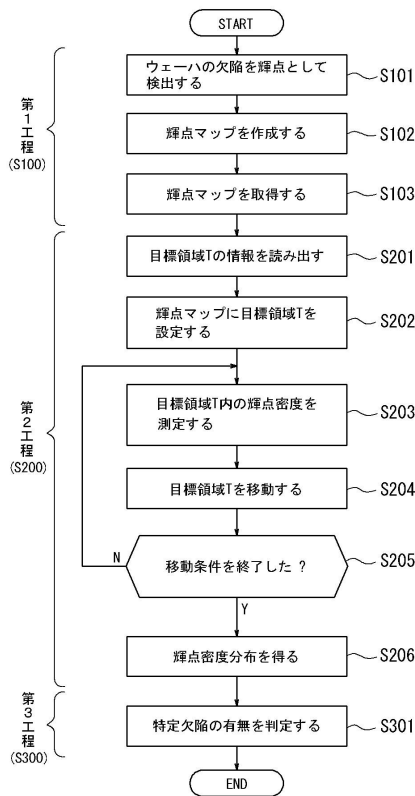 START
第1工程
(S100)
ウェーハの欠陥を輝点として
検出する
S101
輝点マップを作成する
S102
輝点マップを取得する
S103
第2工程
(S200)
目標領域Tの情報を読み出す
S201
輝点マップに目標領域Tを
設定する
S202
目標領域T内の輝点密度を
測定する
S203
目標領域Tを移動する
S204
移動条件を終了した ?
S205
N
Y
輝点密度分布を得る
S206
第3工程
(S300)
特定欠陥の有無を判定する
S301
END